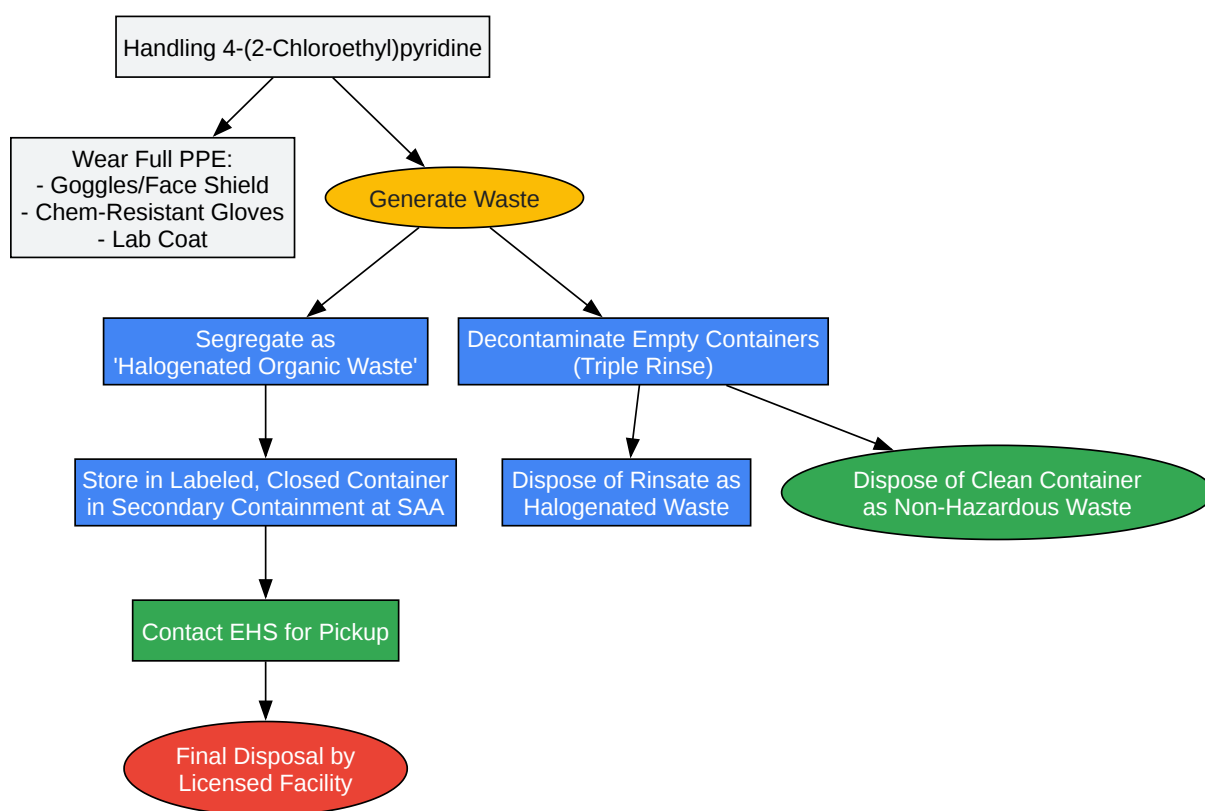 Handling 4-(2-Chloroethyl)pyridine
Wear Full PPE:
- Goggles/Face Shield
- Chem-Resistant Gloves
- Lab Coat
Generate Waste
Segregate as
'Halogenated Organic Waste'
Decontaminate Empty Containers
(Triple Rinse)
Store in Labeled, Closed Container
in Secondary Containment at SAA
Dispose of Rinsate as
Halogenated Waste
Dispose of Clean Container
as Non-Hazardous Waste
Contact EHS for Pickup
Final Disposal by
Licensed Facility